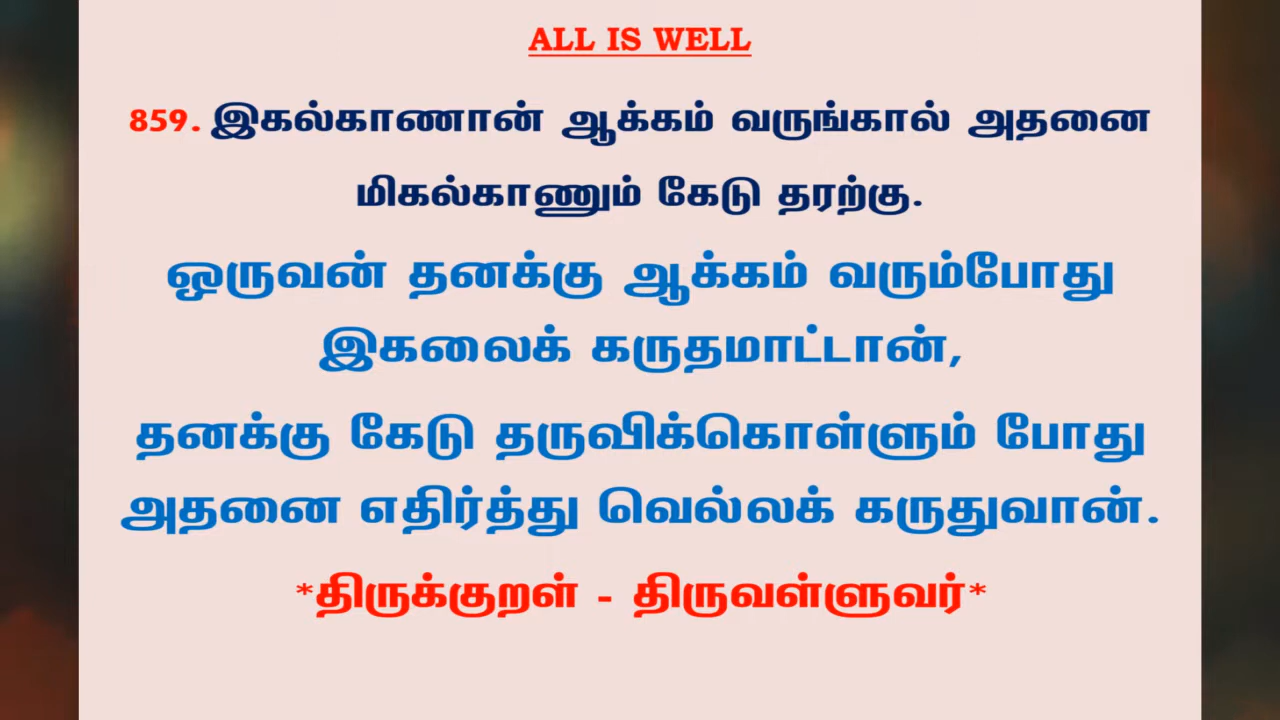 ALL IS WELL
859. இகல்காணான் ஆக்கம் வருங்கால் அதனை
மிகல்காணும் கேடு தரற்கு.
ஒருவன் தனக்கு ஆக்கம் வரும்போது
இகலைக் கருதமாட்டான்,
தனக்கு கேடு தருவிக்கொள்ளும் போது
அதனை எதிர்த்து வெல்லக் கருதுவான்.
*திருக்குறள் - திருவள்ளுவர்*